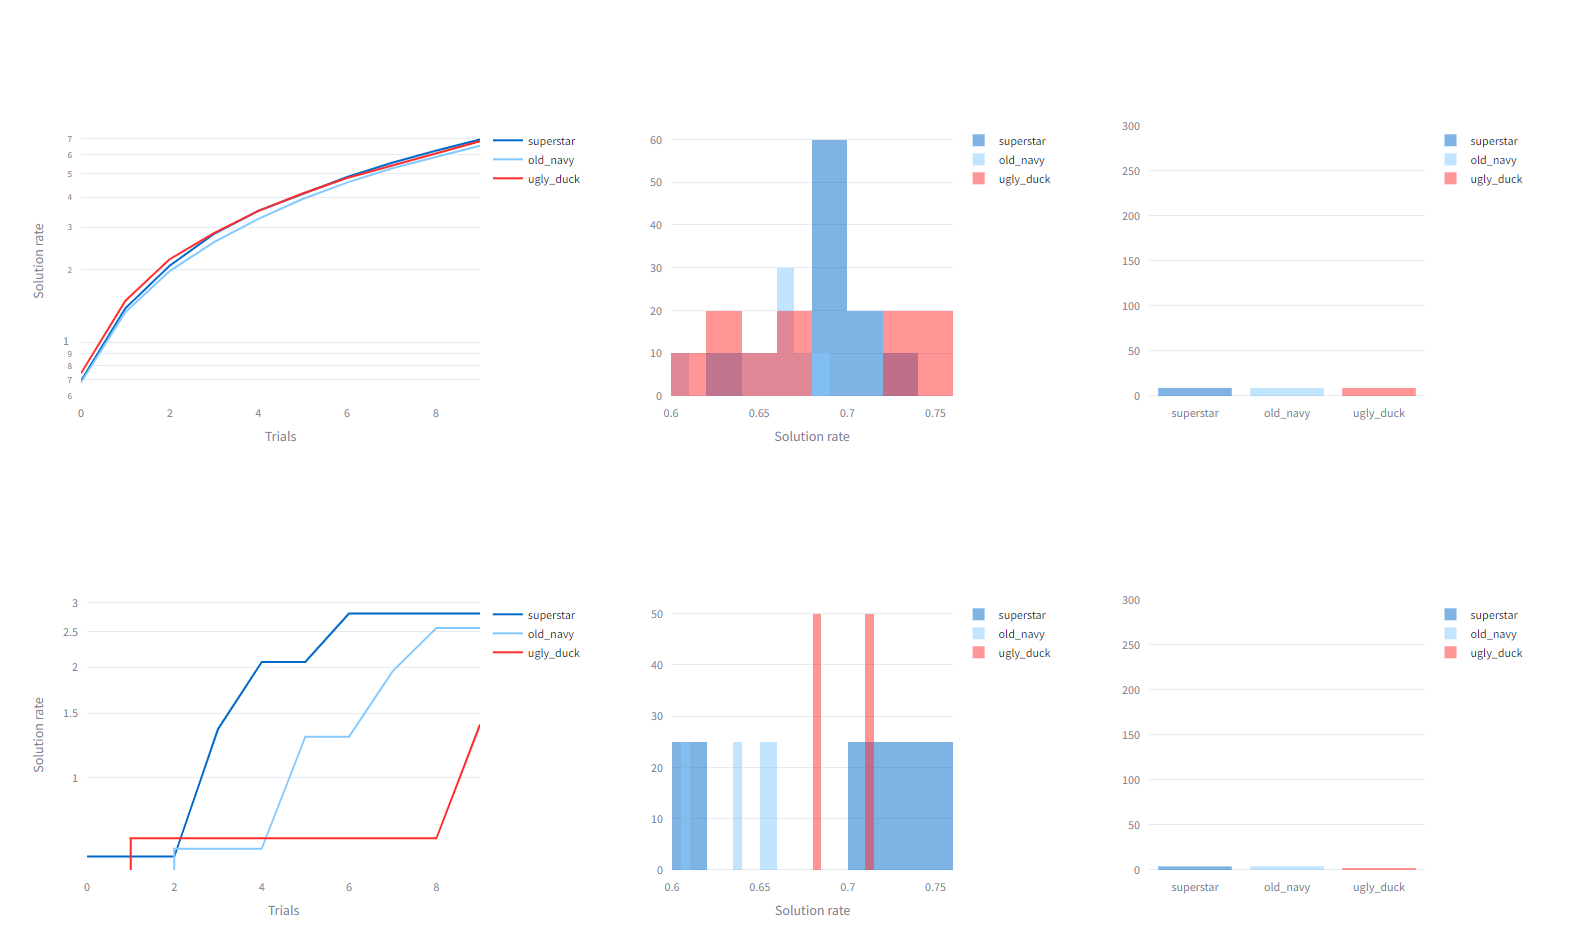 7
6
5
4
3
2
1
9
8
7
6
0
2
4
6
8
Solution rate
Trials
superstar
old_navy
ugly_duck
60
50
40
30
20
10
0
0.6
0.65
0.7
0.75
Solution rate
superstar
old_navy
ugly_duck
300
250
200
150
100
50
0
superstar
old_navy
ugly_duck
superstar
old_navy
ugly_duck
3
2.5
2
1.5
1
0
2
4
6
8
Solution rate
Trials
superstar
old_navy
ugly_duck
50
40
30
20
10
0
0.6
0.65
0.7
0.75
Solution rate
superstar
old_navy
ugly_duck
300
250
200
150
100
50
0
superstar
old_navy
ugly_duck
superstar
old_navy
ugly_duck